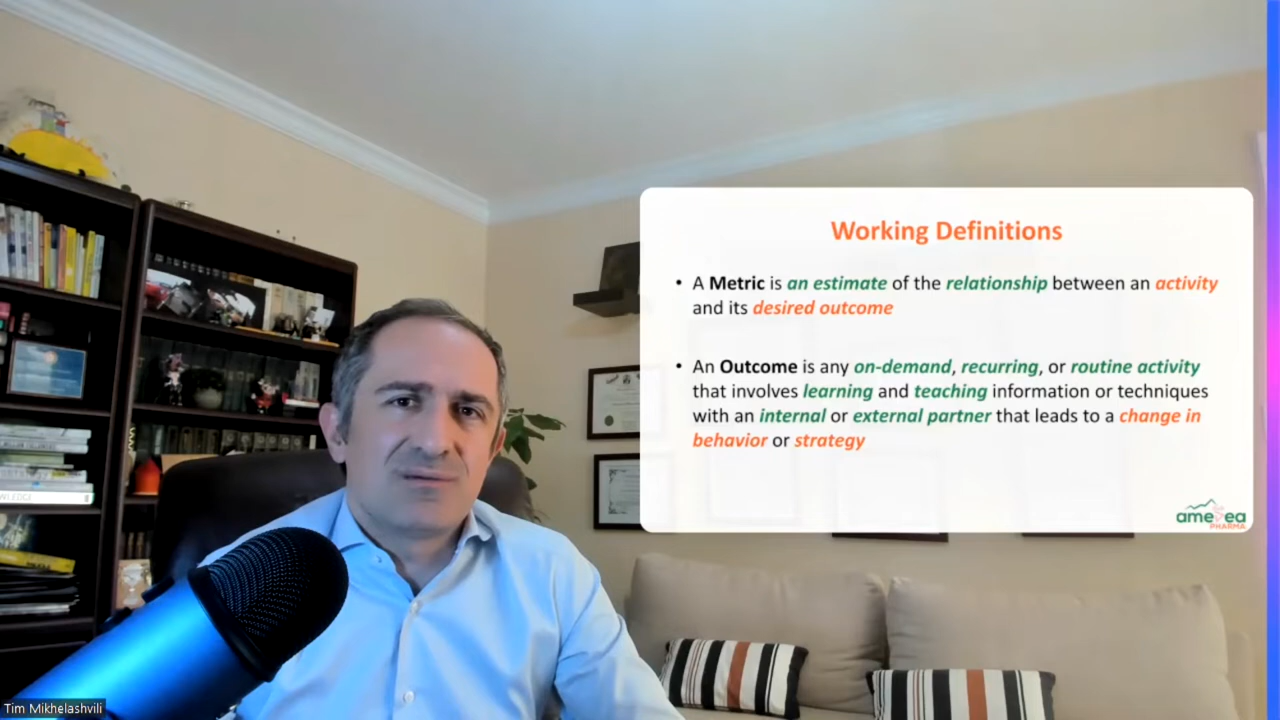 Working Definitions
• A Metric is an estimate of the relationship between an activity
and its desired outcome
• An Outcome is any on-demand, recurring, or routine activity
that involves learning and teaching information or techniques
with an internal or external partner that leads to a change in
behavior or strategy
PHARMA
Tim Mikhelashvili